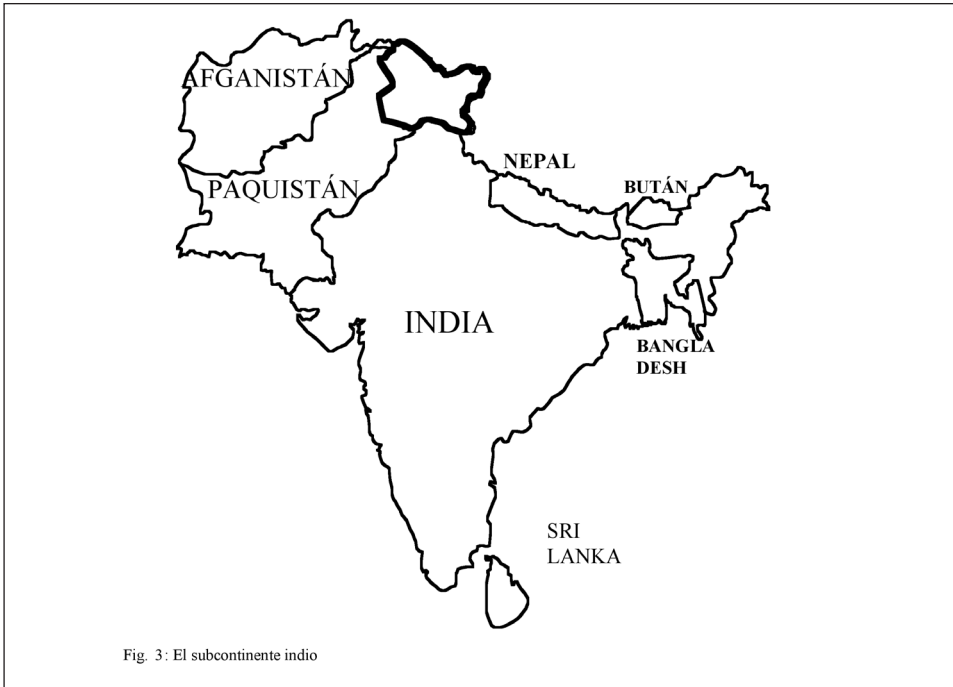 AFGANISTÁN
PAQUISTÁN
NEPAL
BUTÁN
INDIA
BANGLA
DESH
SRI
LANKA
Fig. 3: El subcontinente indio